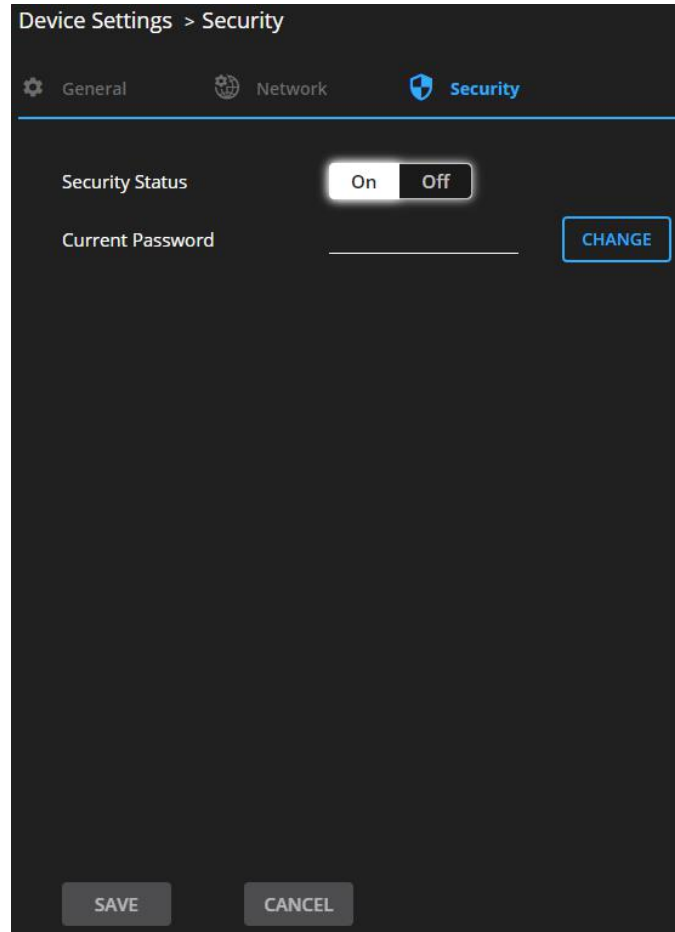 Device Settings > Security
General Network Security
Security Status On Off
Current Password CHANGE
SAVE CANCEL